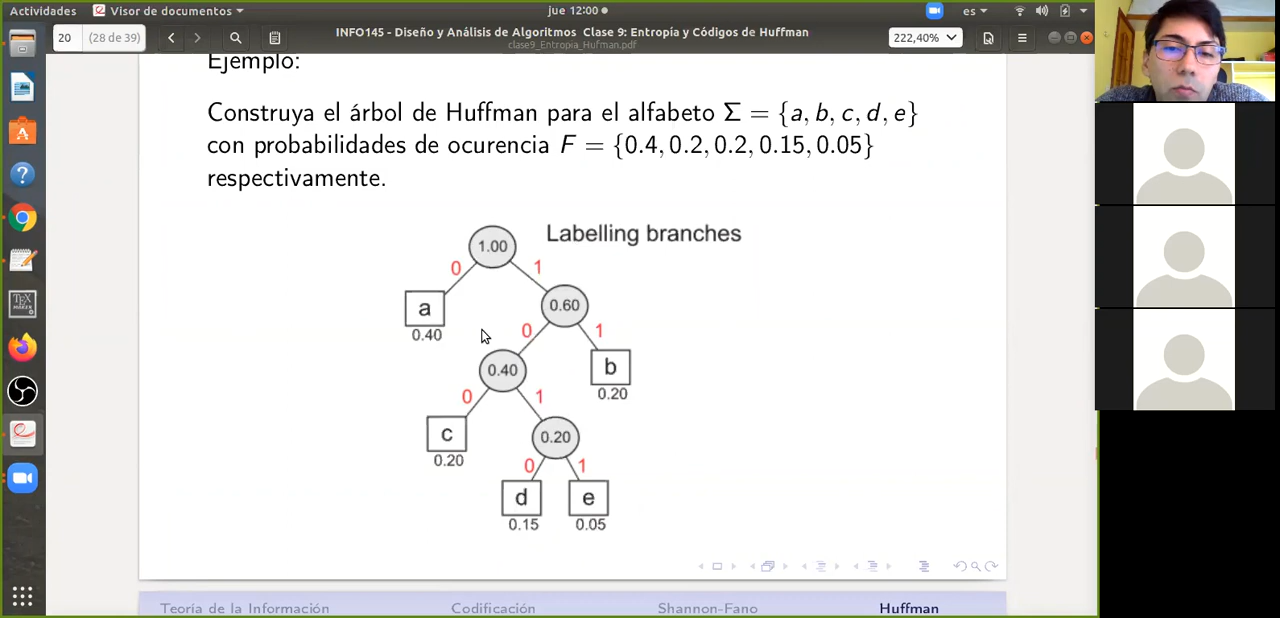 Actividades
Visor de documentos
jue 12:00
es
20
(28 de 39)
INFO145 - Diseño y Análisis de Algoritmos Clase 9: Entropía y Códigos de Huffman
clase9_Entropia_Hufman.pdf
222,40%
Ejemplo:
Construya el árbol de Huffman para el alfabeto Σ = {a, b, c, d, e}
con probabilidades de ocurencia F = {0.4, 0.2, 0.2, 0.15, 0.05}
respectivamente.
Labelling branches
1.00
0 1
a
0.40
0.60
0 1
0.40
b
0.20
0 1
c
0.20
0.20
0 1
d e
0.15 0.05
Teoría de la Información Codificación Shannon-Fano Huffman